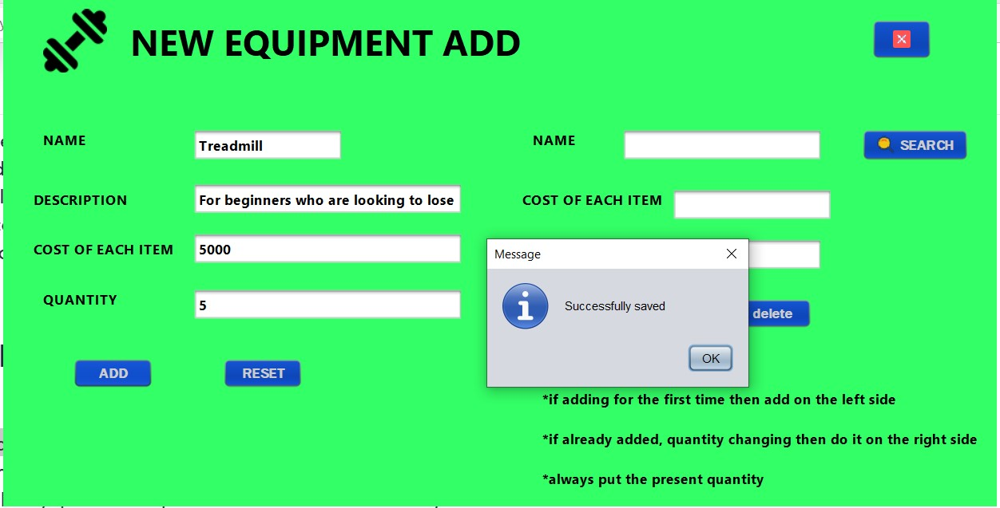 NEW EQUIPMENT ADD
NAME
Treadmill
DESCRIPTION
For beginners who are looking to lose
COST OF EACH ITEM
5000
QUANTITY
5
ADD
RESET
NAME
SEARCH
COST OF EACH ITEM
Message
Successfully saved
OK
delete
*if adding for the first time then add on the left side
*if already added, quantity changing then do it on the right side
*always put the present quantity